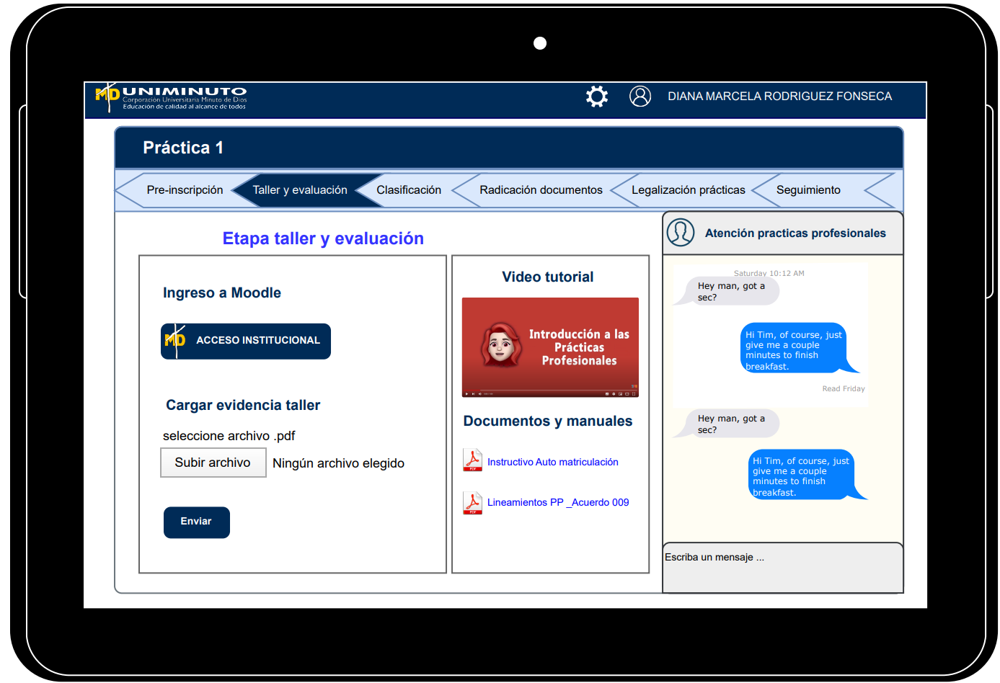 MD UNIMINUTO
Corporación Universitaria Minuto de Dios
Educación de calidad al alcance de todos
DIANA MARCELA RODRIGUEZ FONSECA
Práctica 1
Pre-inscripción
Taller y evaluación
Clasificación
Radicación documentos
Legalización prácticas
Seguimiento
Etapa taller y evaluación
Ingreso a Moodle
MD ACCESO INSTITUCIONAL
Cargar evidencia taller
seleccione archivo .pdf
Subir archivo
Ningún archivo elegido
Enviar
Video tutorial
Introducción a las
Prácticas
Profesionales
Documentos y manuales
PDF
Instructivo Auto matriculación
PDF
Lineamientos PP _Acuerdo 009
Atención practicas profesionales
Saturday 10:12 AM
Hey man, got a
sec?
Hi Tim, of course, just
give me a couple
minutes to finish
breakfast.
Read Friday
Hey man, got a
sec?
Hi Tim, of course, just
give me a couple
minutes to finish
breakfast.
Escriba un mensaje ...